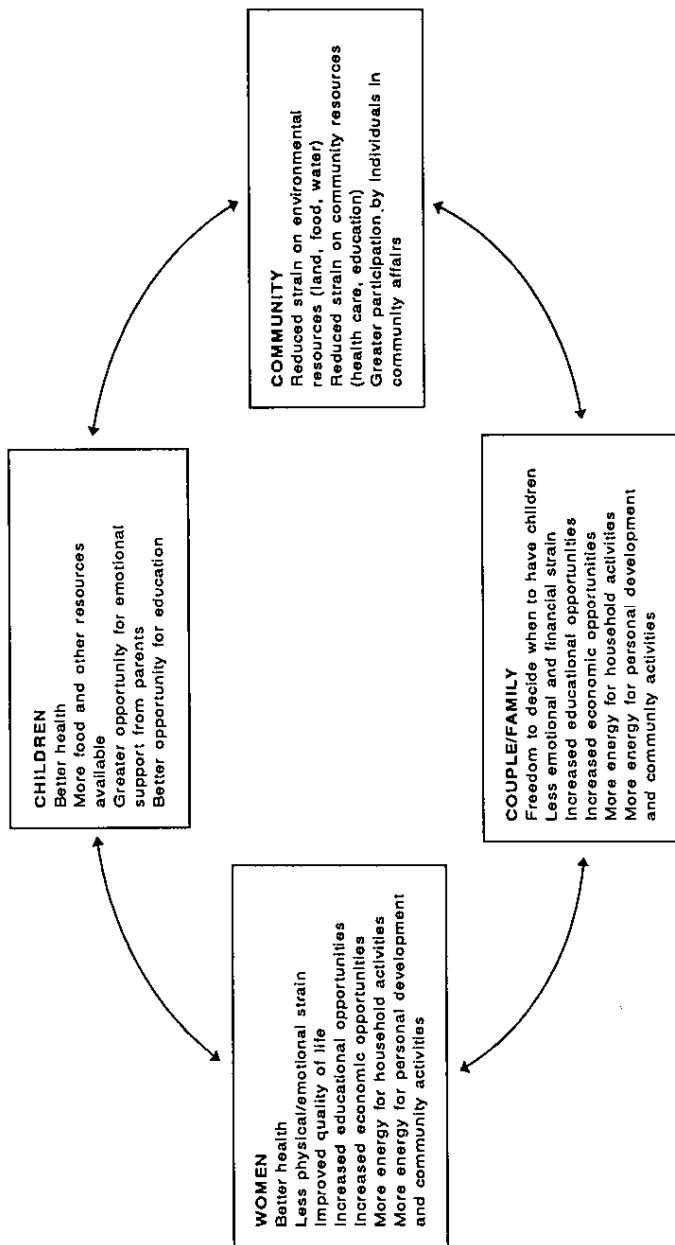 CHILDREN
Better health
More food and other resources
available
Greater opportunity for emotional
support from parents
Better opportunity for education
WOMEN
Better health
Less physical/emotional strain
Improved quality of life
Increased educational opportunities
Increased economic opportunities
More energy for household activities
More energy for personal development
and community activities
COMMUNITY
Reduced strain on environmental
resources (land, food, water)
Reduced strain on community resources
(health care, education)
Greater participation by individuals in
community affairs
COUPLE/FAMILY
Freedom to decide when to have children
Less emotional and financial strain
Increased educational opportunities
Increased economic opportunities
More energy for household activities
More energy for personal development
and community activities